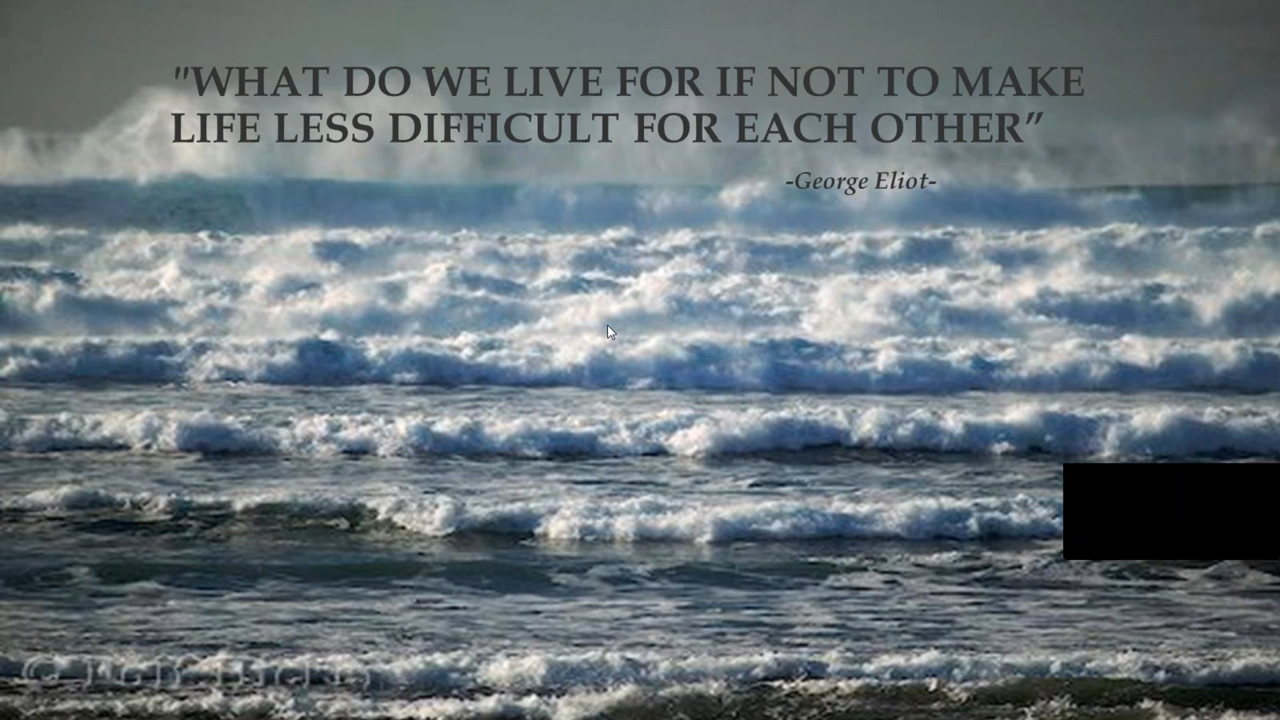 "WHAT DO WE LIVE FOR IF NOT TO MAKE
LIFE LESS DIFFICULT FOR EACH OTHER”
-George Eliot-